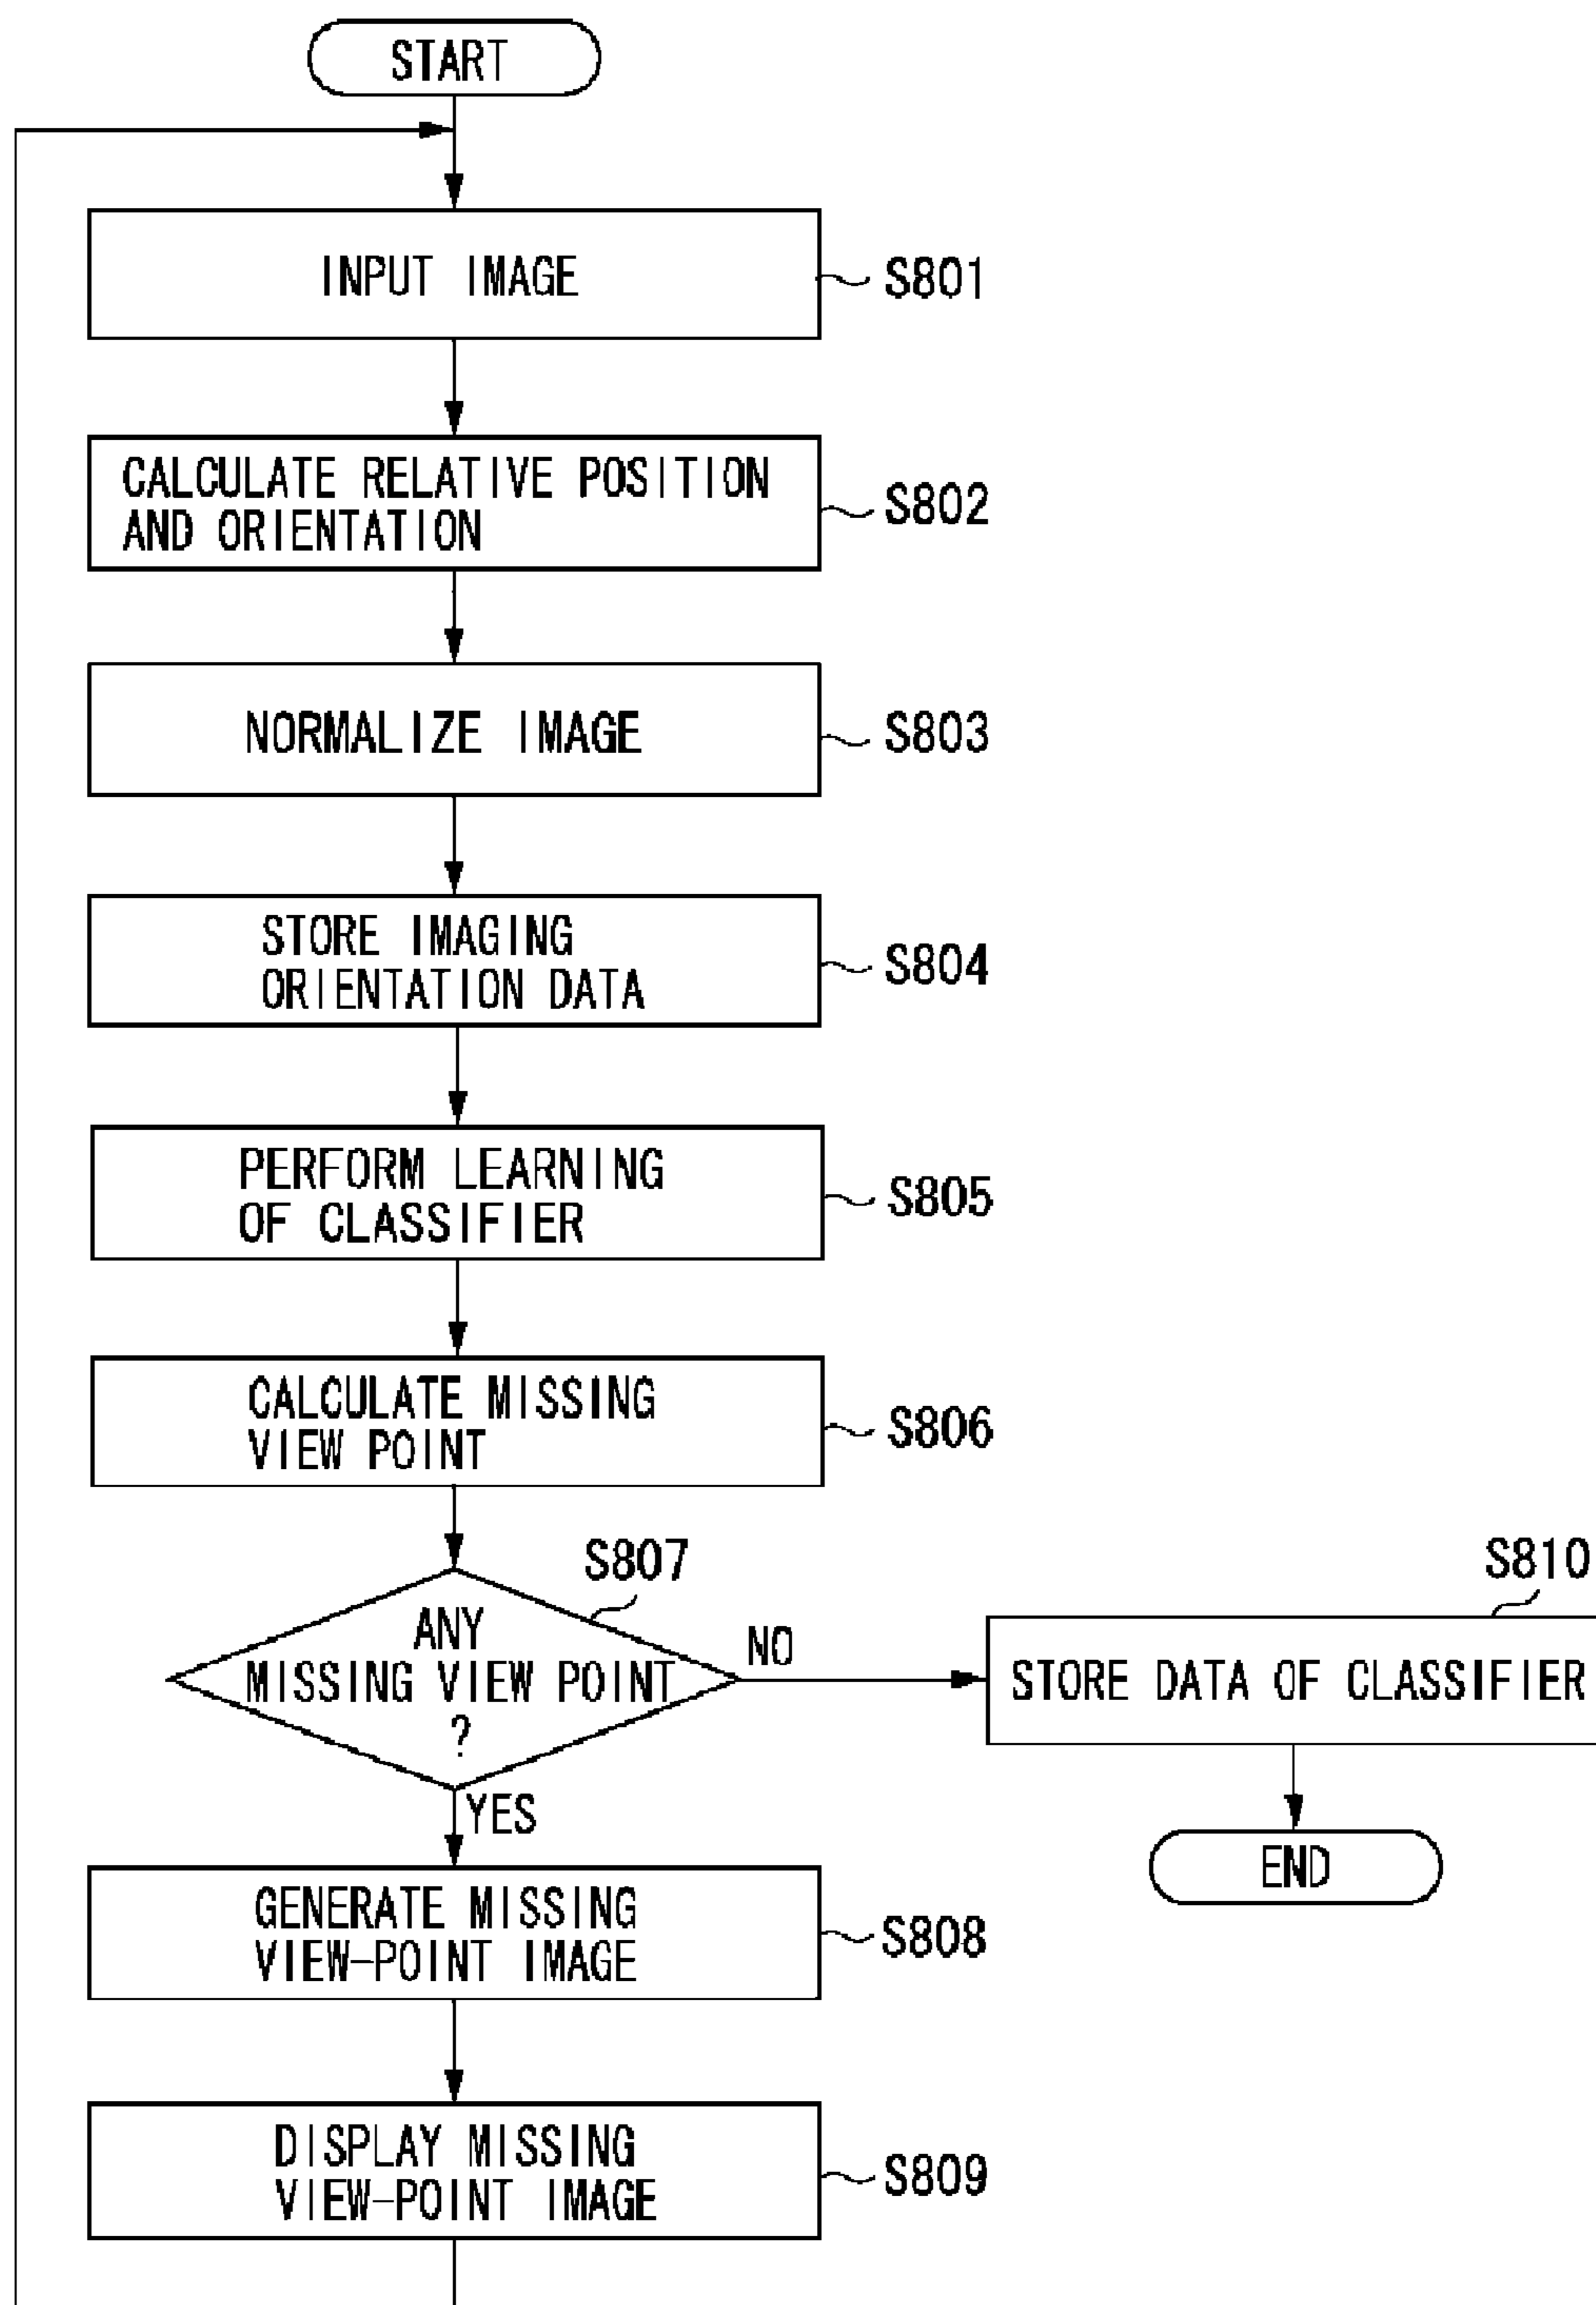 START
INPUT IMAGE
S801
CALCULATE RELATIVE POSITION
AND ORIENTATION
S802
NORMALIZE IMAGE
S803
STORE IMAGING
ORIENTATION DATA
S804
PERFORM LEARNING
OF CLASSIFIER
S805
CALCULATE MISSING
VIEW POINT
S806
S807
ANY
MISSING VIEW POINT
?
NO
YES
S810
STORE DATA OF CLASSIFIER
END
GENERATE MISSING
VIEW-POINT IMAGE
S808
DISPLAY MISSING
VIEW-POINT IMAGE
S809